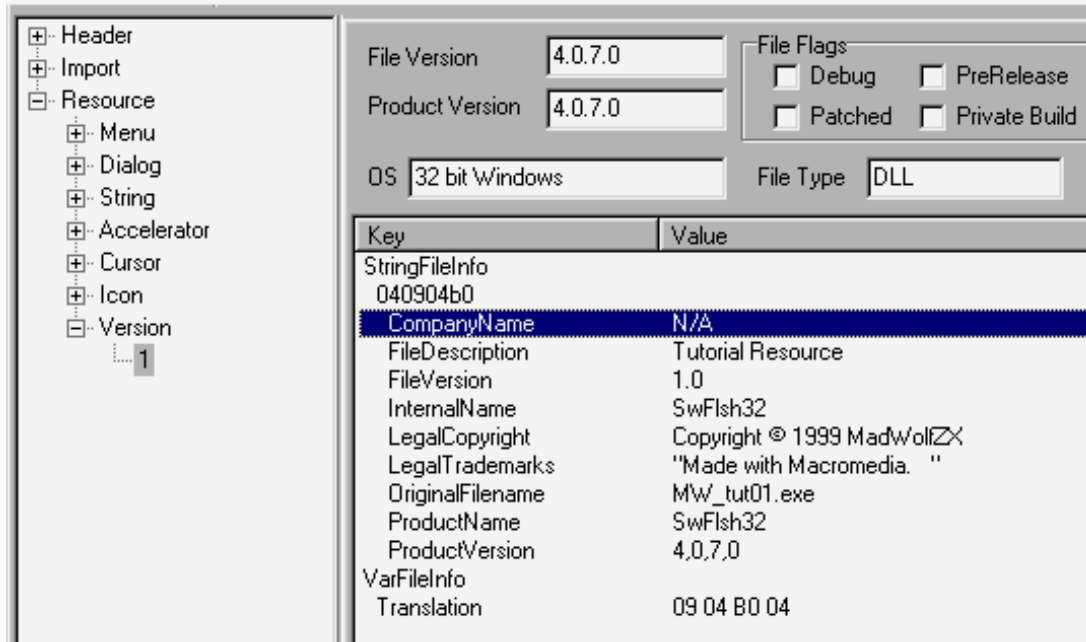 Header
Import
Resource
Menu
Dialog
String
Accelerator
Cursor
Icon
Version
1
File Version 4.0.7.0
Product Version 4.0.7.0
File Flags
Debug PreRelease
Patched Private Build
OS 32 bit Windows File Type DLL
Key Value
StringFileInfo
040904b0
CompanyName N/A
FileDescription Tutorial Resource
FileVersion 1.0
InternalName SwFlsh32
LegalCopyright Copyright © 1999 MadWolfZX
LegalTrademarks "Made with Macromedia. "
OriginalFilename MW_tut01.exe
ProductName SwFlsh32
ProductVersion 4,0,7,0
VarFileInfo
Translation 09 04 B0 04